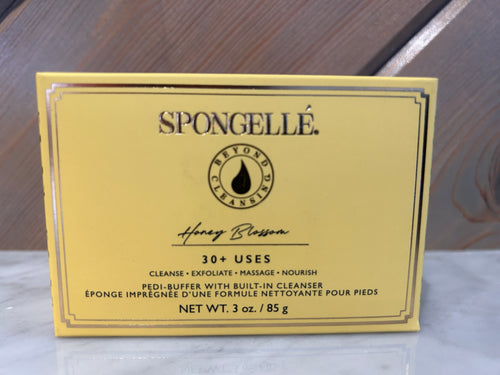 SPONGELLÉ.
BEYOND CLEANSING
Honey Blossom
30+ USES
CLEANSE • EXFOLIATE • MASSAGE • NOURISH
PEDI-BUFFER WITH BUILT-IN CLEANSER
ÉPONGE IMPRÉGNÉE D'UNE FORMULE NETTOYANTE POUR PIEDS
NET WT. 3 oz. / 85 g